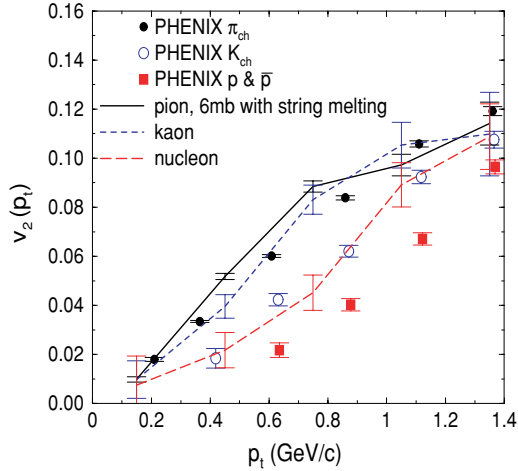 PHENIX π_ch
PHENIX K_ch
PHENIX p & p̅
pion, 6mb with string melting
kaon
nucleon
v₂ (pₜ)
0.16
0.14
0.12
0.10
0.08
0.06
0.04
0.02
0.00
0
0.2
0.4
0.6
0.8
1
1.2
1.4
pₜ (GeV/c)